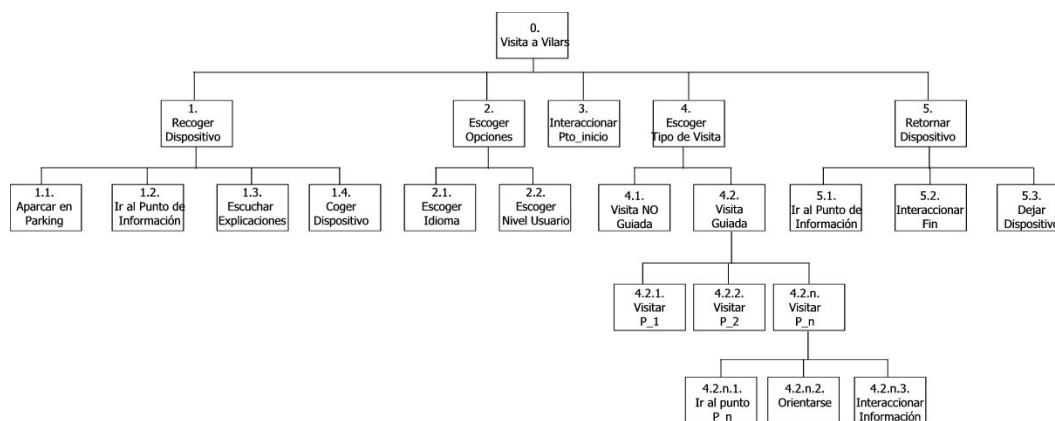 0.
Visita a Vilars
1.
Recoger
Dispositivo
2.
Escoger
Opciones
3.
Interaccionar
Pto_inicio
4.
Escoger
Tipo de Visita
5.
Retornar
Dispositivo
1.1.
Aparcar en
Parking
1.2.
Ir al Punto de
Información
1.3.
Escuchar
Explicaciones
1.4.
Coger
Dispositivo
2.1.
Escoger
Idioma
2.2.
Escoger
Nivel Usuario
4.1.
Visita NO
Guiada
4.2.
Visita
Guiada
5.1.
Ir al Punto de
Información
5.2.
Interaccionar
Fin
5.3.
Dejar
Dispositivo
4.2.1.
Visitar
P_1
4.2.2.
Visitar
P_2
4.2.n.
Visitar
P_n
4.2.n.1.
Ir al punto
P_n
4.2.n.2.
Orientarse
4.2.n.3.
Interaccionar
Información